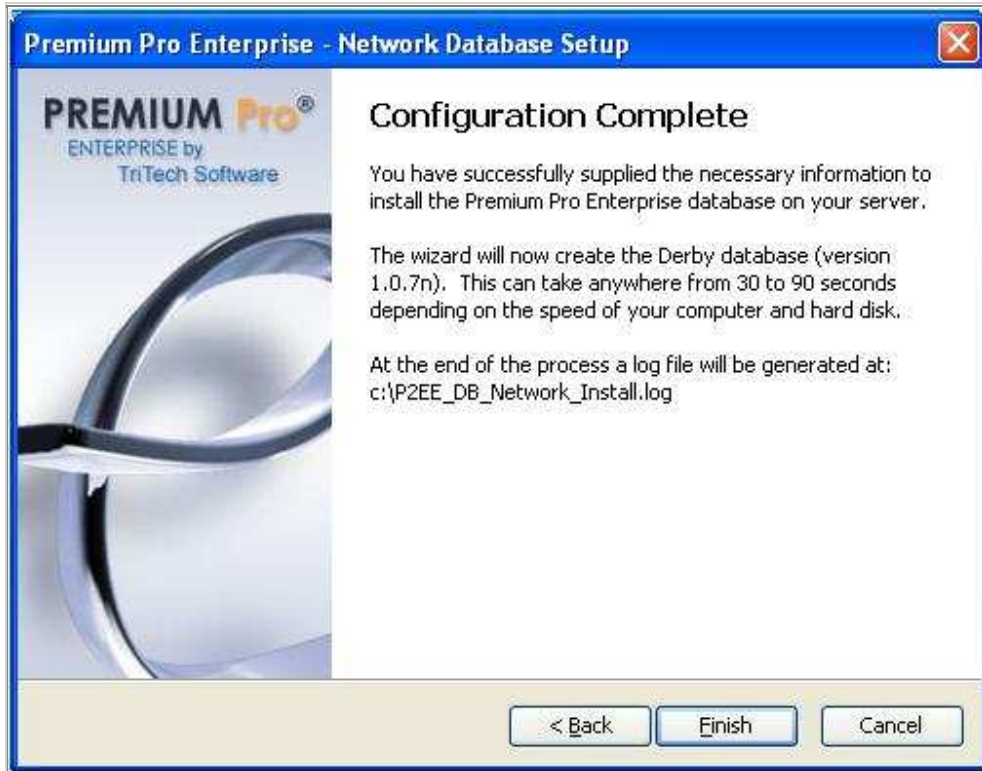 Premium Pro Enterprise - Network Database Setup
PREMIUM Pro®
ENTERPRISE by
TriTech Software
Configuration Complete
You have successfully supplied the necessary information to
install the Premium Pro Enterprise database on your server.
The wizard will now create the Derby database (version
1.0.7n). This can take anywhere from 30 to 90 seconds
depending on the speed of your computer and hard disk.
At the end of the process a log file will be generated at:
c:\P2EE_DB_Network_Install.log
< Back
Finish
Cancel